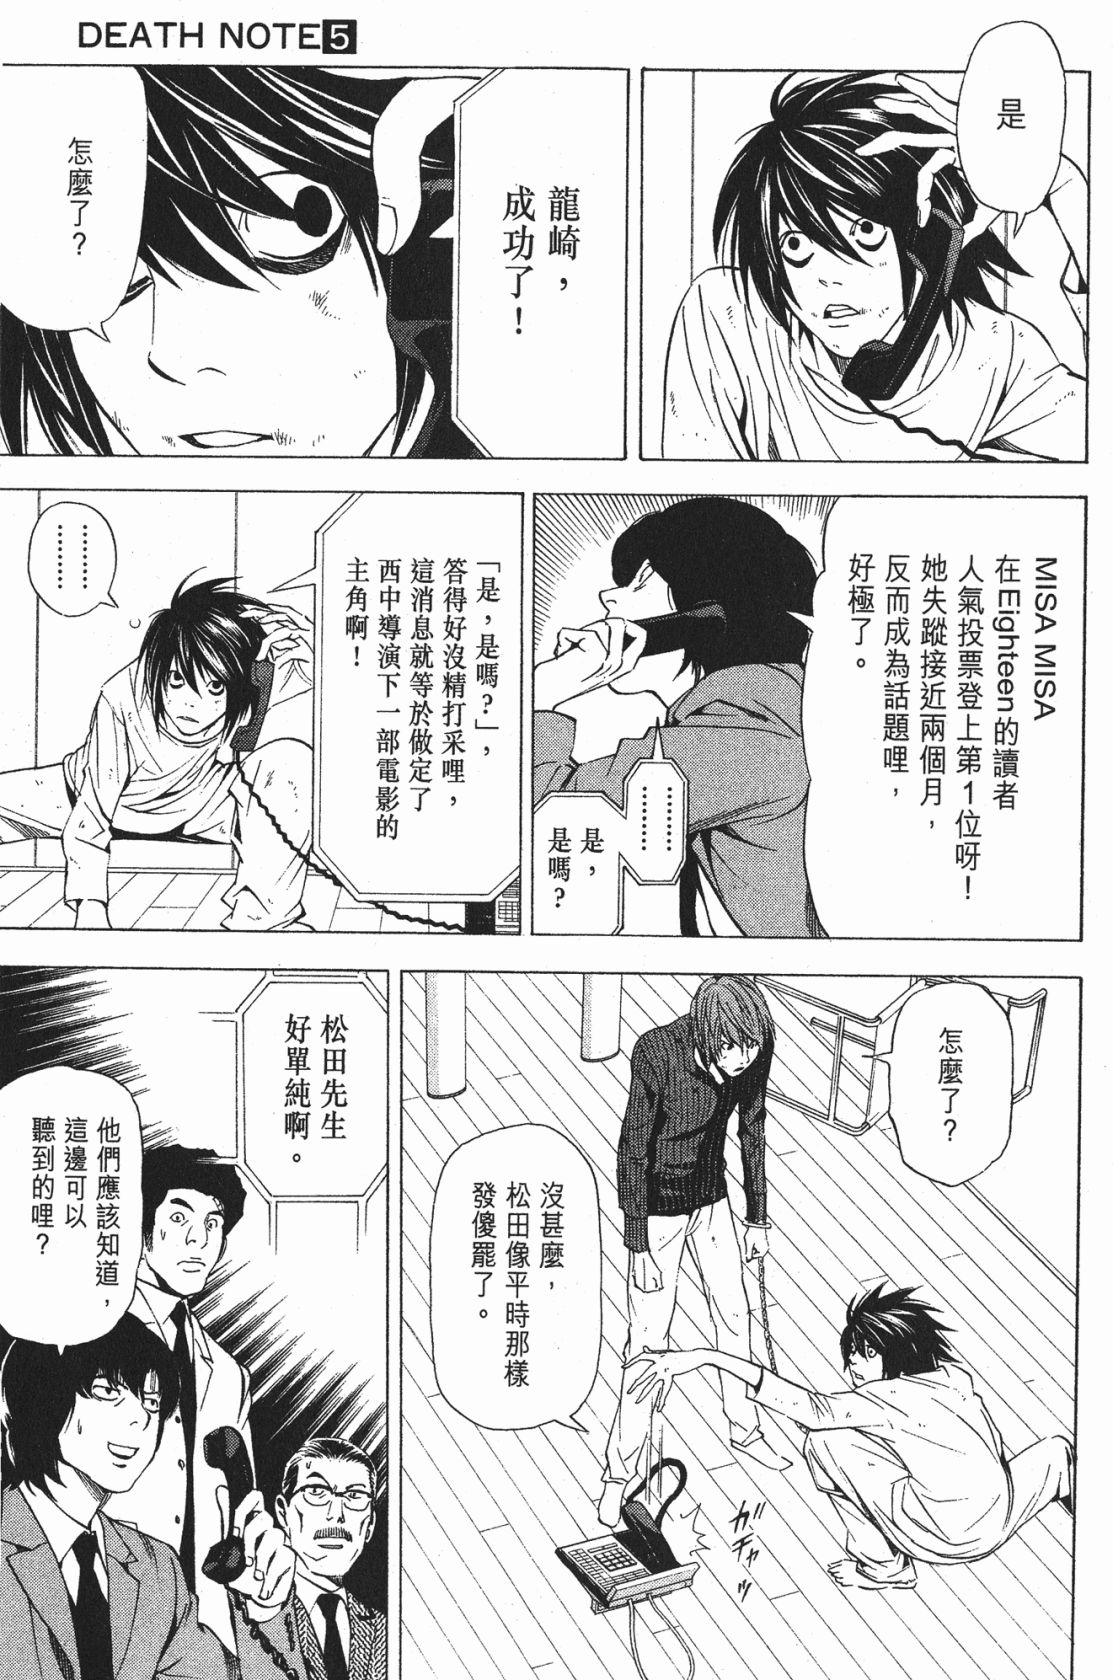 DEATH NOTE 5
是
龍崎，
成功了！
怎麼了？
MISA MISA
在Eighteen的讀者
人氣投票登上第1位呀！
她失蹤接近兩個月，
反而成為話題哩，
好極了。
………
是，
是嗎？
「是，是嗎？」，
答得好沒精打采哩，
這消息就等於做定了
西中導演下一部電影的
主角啊！
………
怎麼了？
沒甚麼，
松田像平時那樣
發傻罷了。
ガチャッ
松田先生
好單純啊。
他們應該知道，
這邊可以
聽到的哩？